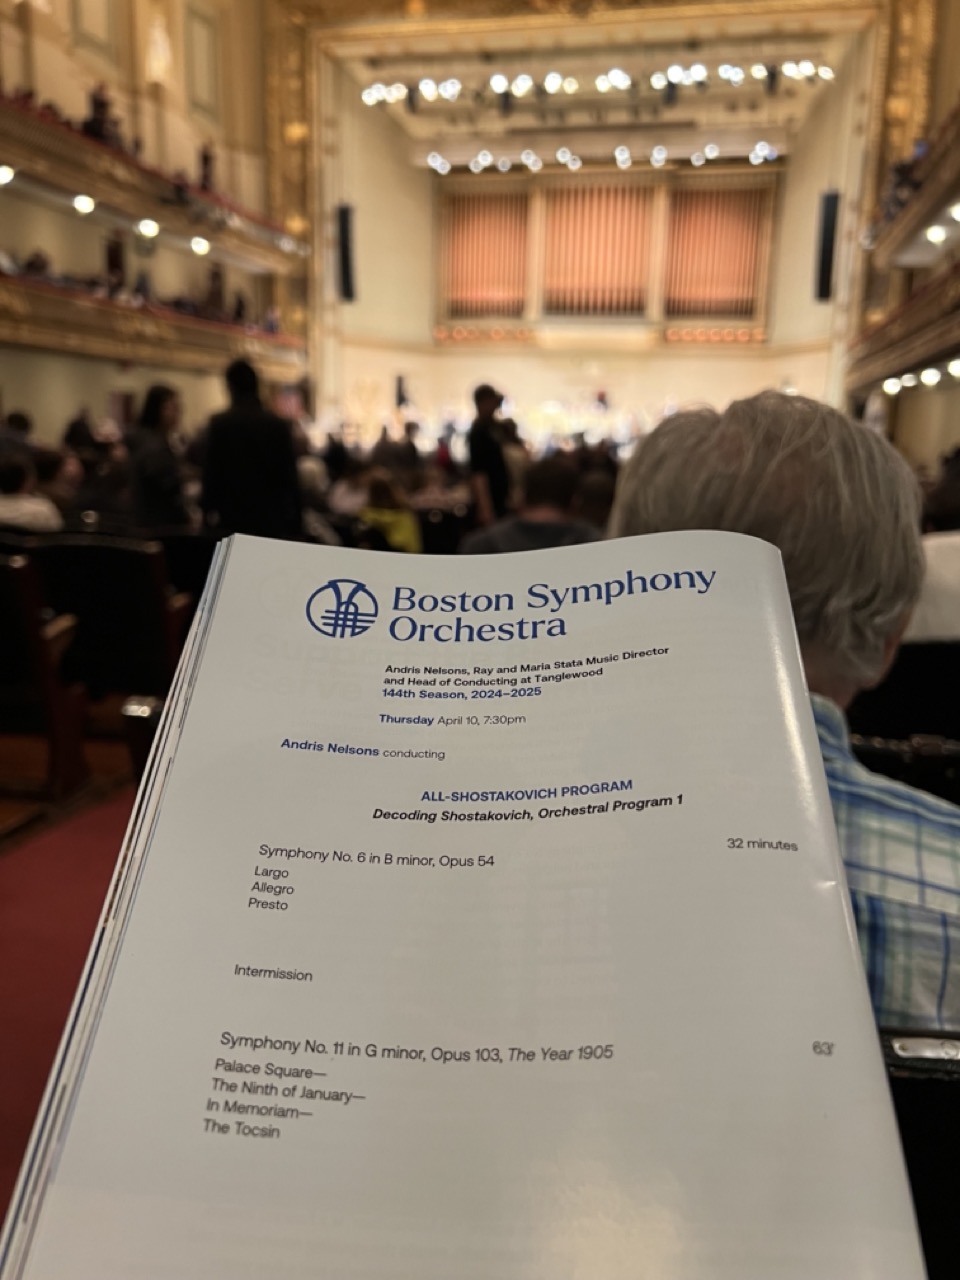 Boston Symphony
Orchestra
Andris Nelsons, Ray and Maria Stata Music Director
and Head of Conducting at Tanglewood
144th Season, 2024–2025
Thursday April 10, 7:30pm
Andris Nelsons conducting
ALL-SHOSTAKOVICH PROGRAM
Decoding Shostakovich, Orchestral Program 1
Symphony No. 6 in B minor, Opus 54 32 minutes
Largo
Allegro
Presto
Intermission
Symphony No. 11 in G minor, Opus 103, The Year 1905 63'
Palace Square—
The Ninth of January—
In Memoriam—
The Tocsin